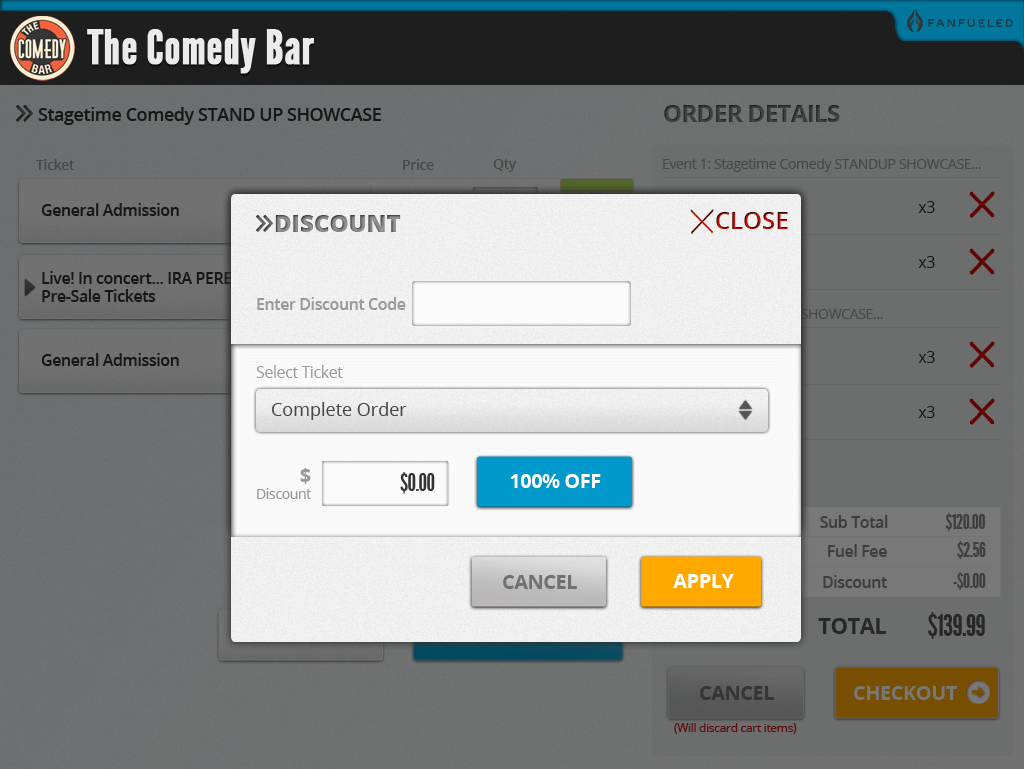 THE
COMEDY
BAR
The Comedy Bar
FANFUELED
Stagetime Comedy STAND UP SHOWCASE
Ticket
Price
Qty
General Admission
Live! In concert... IRA PERE
Pre-Sale Tickets
General Admission
DISCOUNT
CLOSE
Enter Discount Code
Select Ticket
Complete Order
$
Discount
$0.00
100% OFF
CANCEL
APPLY
ORDER DETAILS
Event 1: Stagetime Comedy STANDUP SHOWCASE...
x3
x3
SHOWCASE...
x3
x3
Sub Total $120.00
Fuel Fee $2.56
Discount -$0.00
TOTAL $139.99
CANCEL
(Will discard cart items)
CHECKOUT